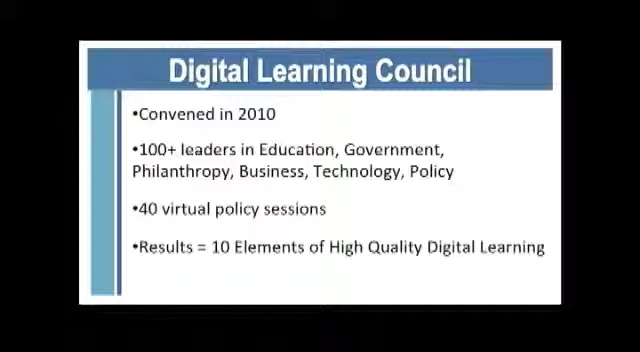 Digital Learning Council
•Convened in 2010
•100+ leaders in Education, Government,
Philanthropy, Business, Technology, Policy
•40 virtual policy sessions
•Results = 10 Elements of High Quality Digital Learning